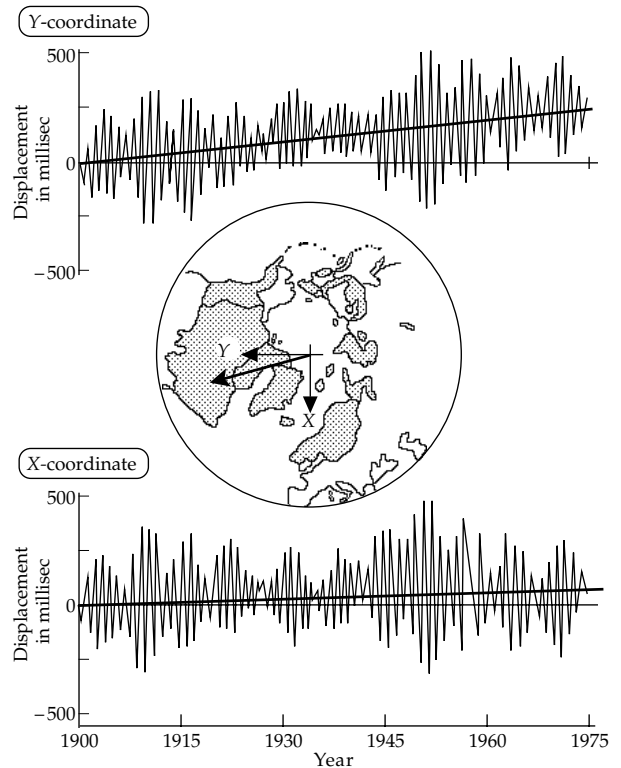 Y-coordinate
500
0
−500
Displacement
in millisec
Y
X
X-coordinate
500
0
−500
Displacement
in millisec
1900
1915
1930
1945
1960
1975
Year